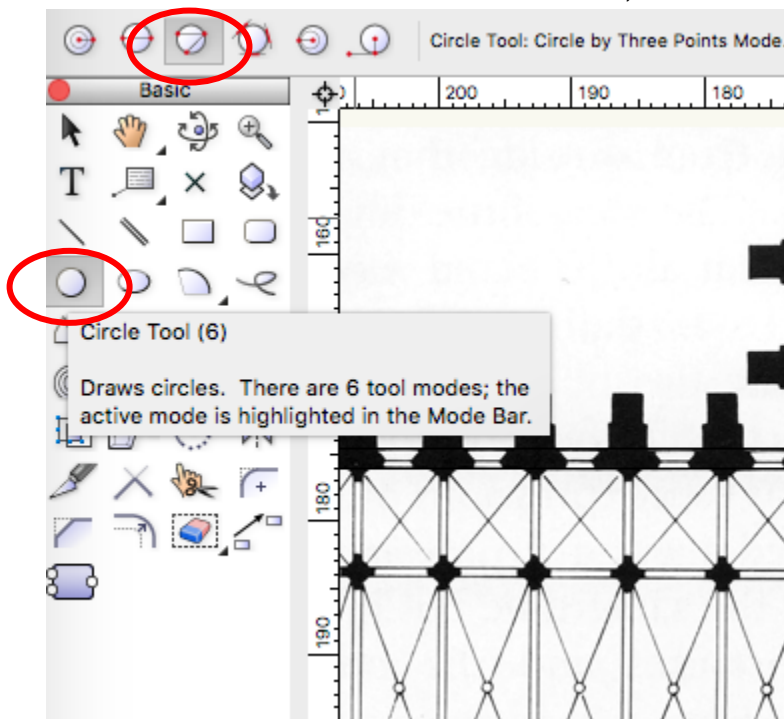 Circle Tool: Circle by Three Points Mode
Basic
200
190
180
160
T
Circle Tool (6)
Draws circles. There are 6 tool modes; the
active mode is highlighted in the Mode Bar.
180
190